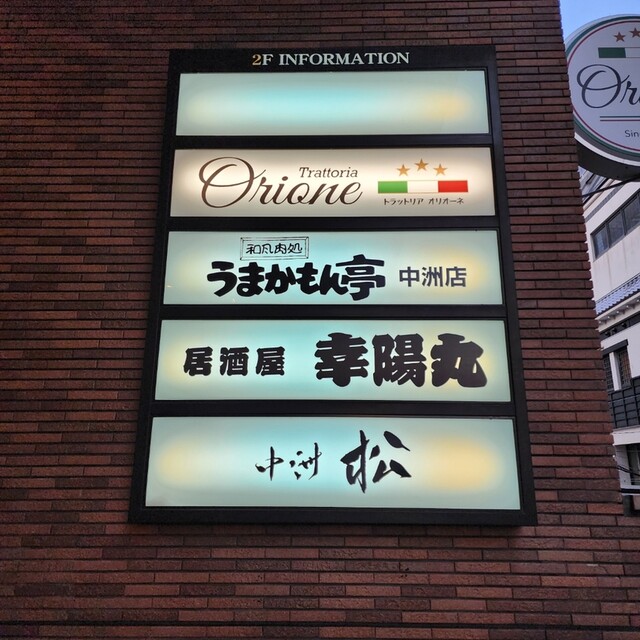 2F INFORMATION
Trattoria
Orione
トラットリア オリオーネ
和風肉処
うまかもん亭 中洲店
居酒屋 幸陽丸
中洲 松